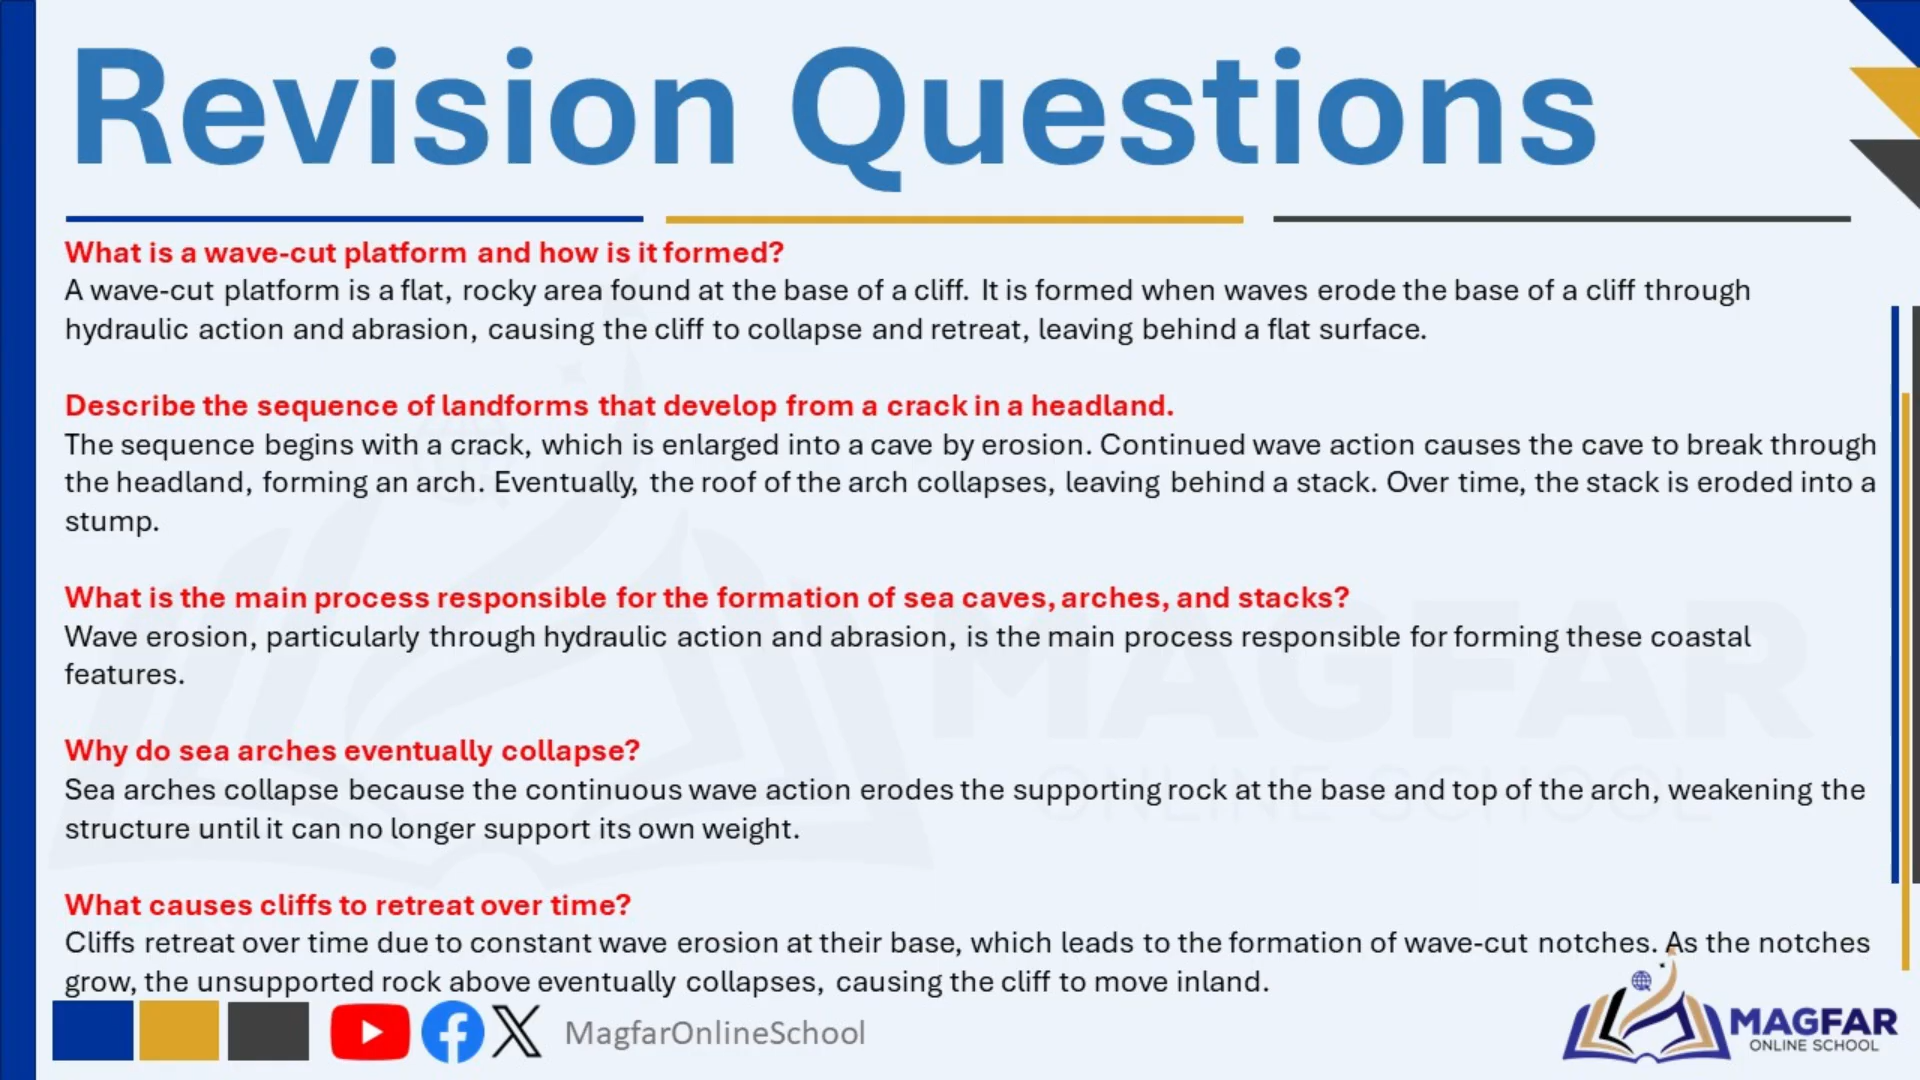 Revision Questions
What is a wave-cut platform and how is it formed?
A wave-cut platform is a flat, rocky area found at the base of a cliff. It is formed when waves erode the base of a cliff through
hydraulic action and abrasion, causing the cliff to collapse and retreat, leaving behind a flat surface.
Describe the sequence of landforms that develop from a crack in a headland.
The sequence begins with a crack, which is enlarged into a cave by erosion. Continued wave action causes the cave to break through
the headland, forming an arch. Eventually, the roof of the arch collapses, leaving behind a stack. Over time, the stack is eroded into a
stump.
What is the main process responsible for the formation of sea caves, arches, and stacks?
Wave erosion, particularly through hydraulic action and abrasion, is the main process responsible for forming these coastal
features.
Why do sea arches eventually collapse?
Sea arches collapse because the continuous wave action erodes the supporting rock at the base and top of the arch, weakening the
structure until it can no longer support its own weight.
What causes cliffs to retreat over time?
Cliffs retreat over time due to constant wave erosion at their base, which leads to the formation of wave-cut notches. As the notches
grow, the unsupported rock above eventually collapses, causing the cliff to move inland.
MagfarOnlineSchool
MAGFAR
ONLINE SCHOOL
MAGFAR
ONLINE SCHOOL